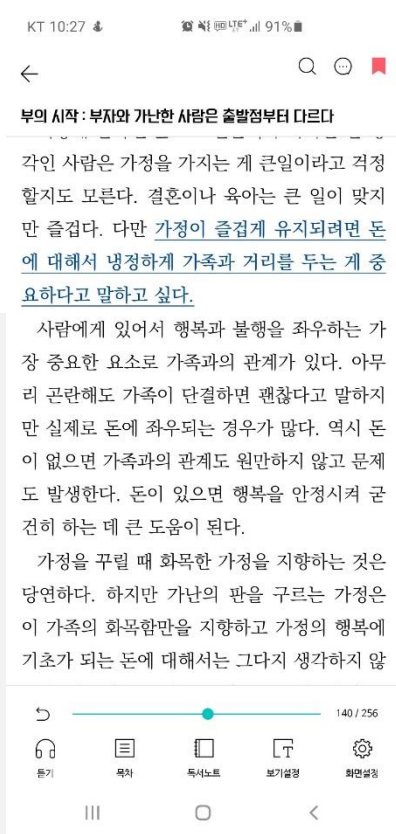 KT 10:27
LTE+ 91%
부의 시작 : 부자와 가난한 사람은 출발점부터 다르다
각인 사람은 가정을 가지는 게 큰일이라고 걱정
할지도 모른다. 결혼이나 육아는 큰 일이 맞지
만 즐겁다. 다만 가정이 즐겁게 유지되려면 돈
에 대해서 냉정하게 가족과 거리를 두는 게 중
요하다고 말하고 싶다.
사람에게 있어서 행복과 불행을 좌우하는 가
장 중요한 요소로 가족과의 관계가 있다. 아무
리 곤란해도 가족이 단결하면 괜찮다고 말하지
만 실제로 돈에 좌우되는 경우가 많다. 역시 돈
이 없으면 가족과의 관계도 원만하지 않고 문제
도 발생한다. 돈이 있으면 행복을 안정시켜 굳
건히 하는 데 큰 도움이 된다.
가정을 꾸릴 때 화목한 가정을 지향하는 것은
당연하다. 하지만 가난의 판을 구르는 가정은
이 가족의 화목함만을 지향하고 가정의 행복에
기초가 되는 돈에 대해서는 그다지 생각하지 않
140 / 256
듣기 목차 독서노트 보기설정 화면설정